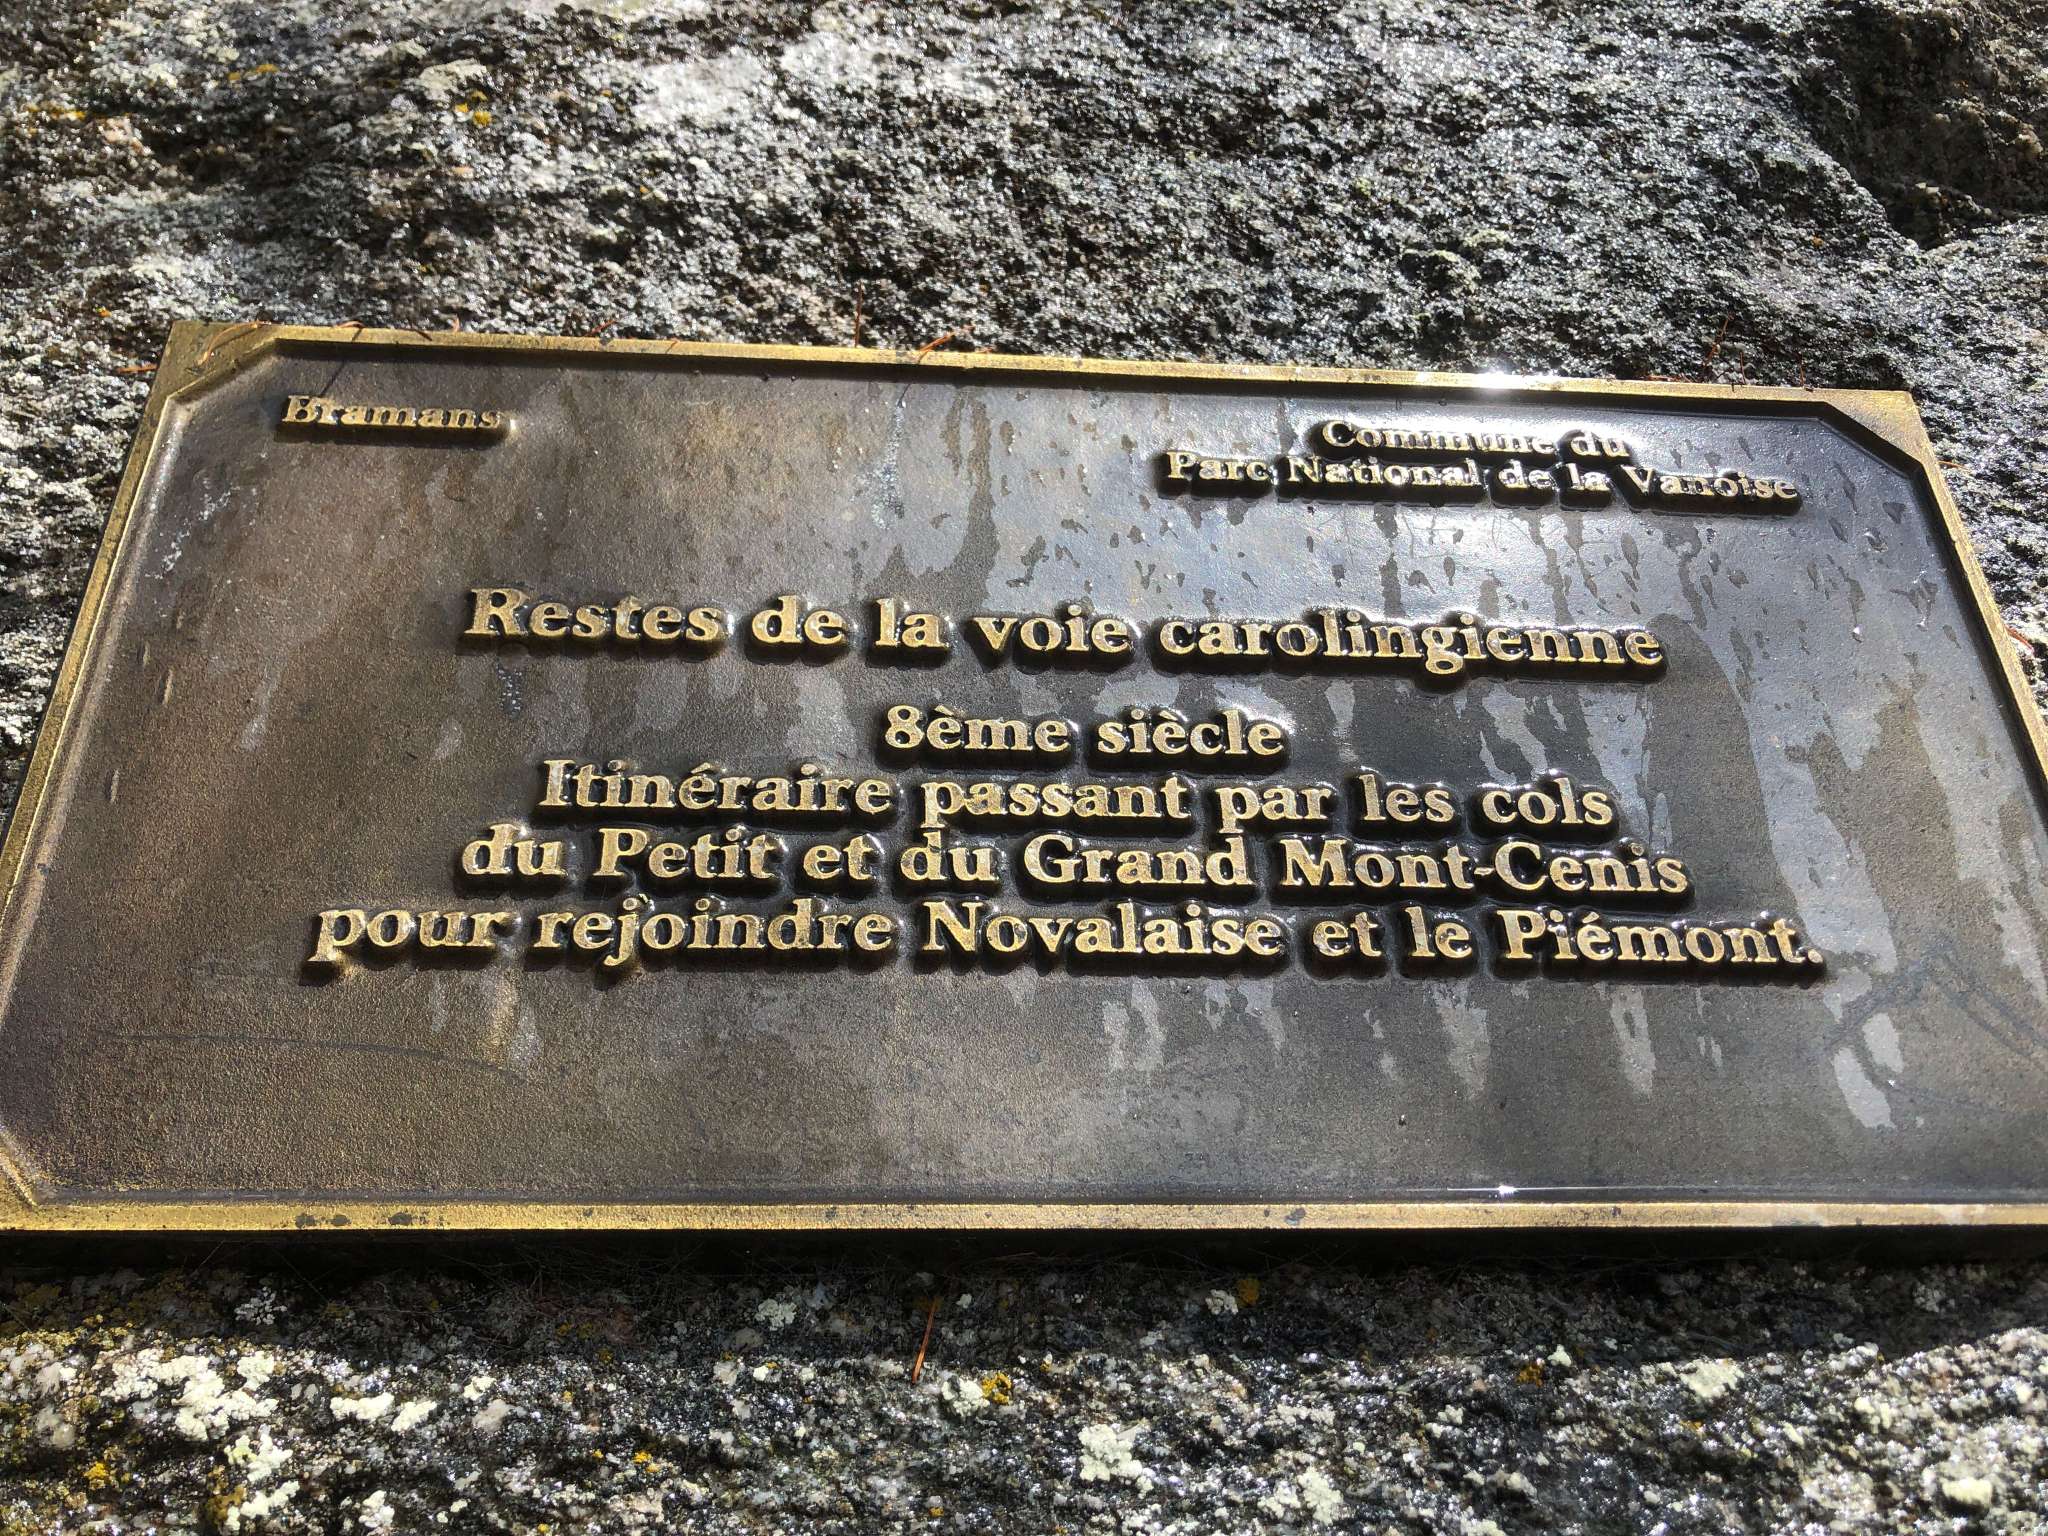 Bramans
Commune du
Parc National de la Vanoise
Restes de la voie carolingienne
8ème siècle
Itinéraire passant par les cols
du Petit et du Grand Mont-Cenis
pour rejoindre Novalaise et le Piémont.